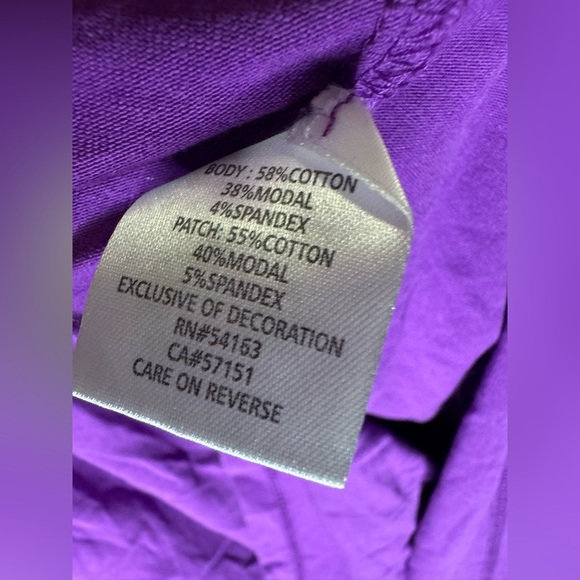 BODY : 58%COTTON
38%MODAL
4%SPANDEX
PATCH: 55%COTTON
40%MODAL
5%SPANDEX
EXCLUSIVE OF DECORATION
RN#54163
CA#57151
CARE ON REVERSE